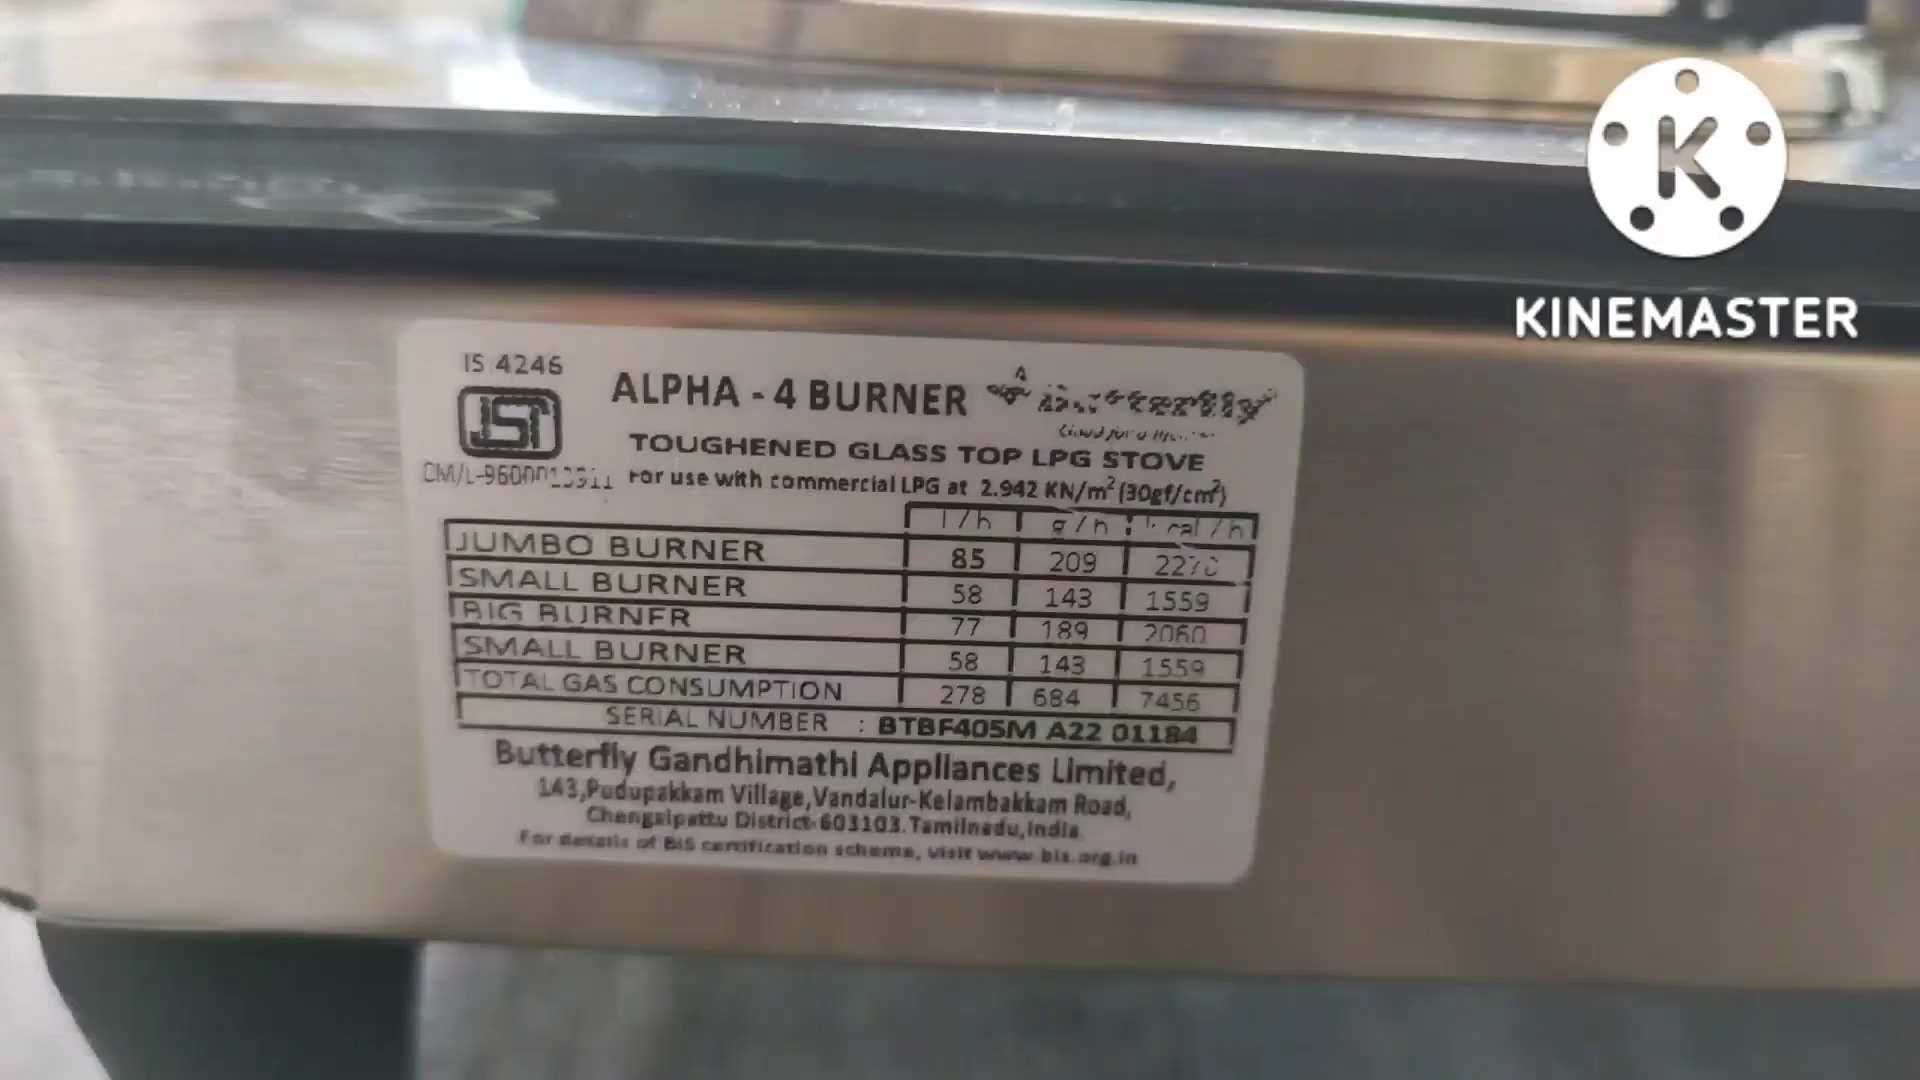 KINEMASTER
IS 4246
ISI
ALPHA - 4 BURNER Butterfly
TOUGHENED GLASS TOP LPG STOVE
For use with commercial LPG at 2.942 KN/m² (30gf/cm²)
l/h g/h kcal/h
JUMBO BURNER 85 209
SMALL BURNER 58 143 1559
BIG BURNER 77 189 2060
SMALL BURNER 58 143 1559
TOTAL GAS CONSUMPTION 278 684 7456
SERIAL NUMBER : BTBF405M A22 01184
Butterfly Gandhimathi Appliances Limited,
143,Pudupakkam Village,Vandalur-Kelambakkam Road,
Chengalpattu District-603103.Tamilnadu,India
For details of BIS certification scheme, visit www.bis.org.in